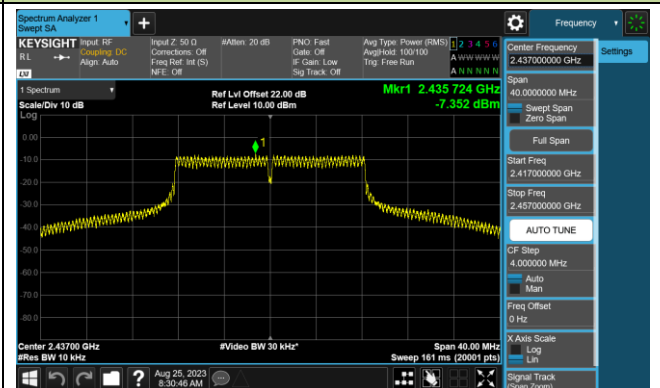 Spectrum Analyzer 1
Swept SA
Frequency
KEYSIGHT
RL
LXI
Input: RF
Coupling: DC
Align: Auto
Input Z: 50 Ω
Corrections: Off
Freq Ref: Int (S)
NFE: Off
#Atten: 20 dB
PNO: Fast
Gate: Off
IF Gain: Low
Sig Track: Off
Avg Type: Power (RMS)
Avg|Hold: 100/100
Trig: Free Run
1 2 3 4 5 6
A W W W W W
A N N N N N
1 Spectrum
Scale/Div 10 dB
Log
Ref Lvl Offset 22.00 dB
Ref Level 10.00 dBm
Mkr1 2.435 724 GHz
-7.352 dBm
0.00
-10.0
-20.0
-30.0
-40.0
-50.0
-60.0
-70.0
-80.0
1
Center 2.43700 GHz
#Res BW 10 kHz
#Video BW 30 kHz*
Span 40.00 MHz
Sweep 161 ms (20001 pts)
Aug 25, 2023
8:30:46 AM
Center Frequency
2.437000000 GHz
Settings
Span
40.0000000 MHz
Swept Span
Zero Span
Full Span
Start Freq
2.417000000 GHz
Stop Freq
2.457000000 GHz
AUTO TUNE
CF Step
4.000000 MHz
Auto
Man
Freq Offset
0 Hz
X Axis Scale
Log
Lin
Signal Track
(Span Zoom)